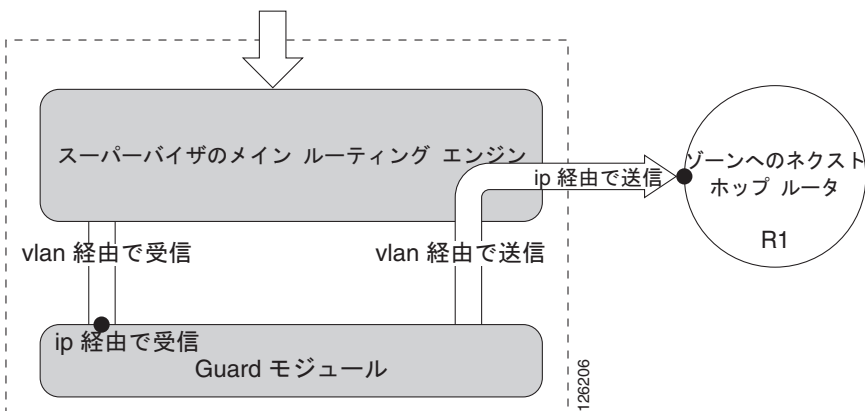 スーパーバイザのメイン ルーティング エンジン
ip 経由で送信
ゾーンへのネクスト
ホップ ルータ
R1
vlan 経由で受信
vlan 経由で送信
ip 経由で受信
Guard モジュール
126206